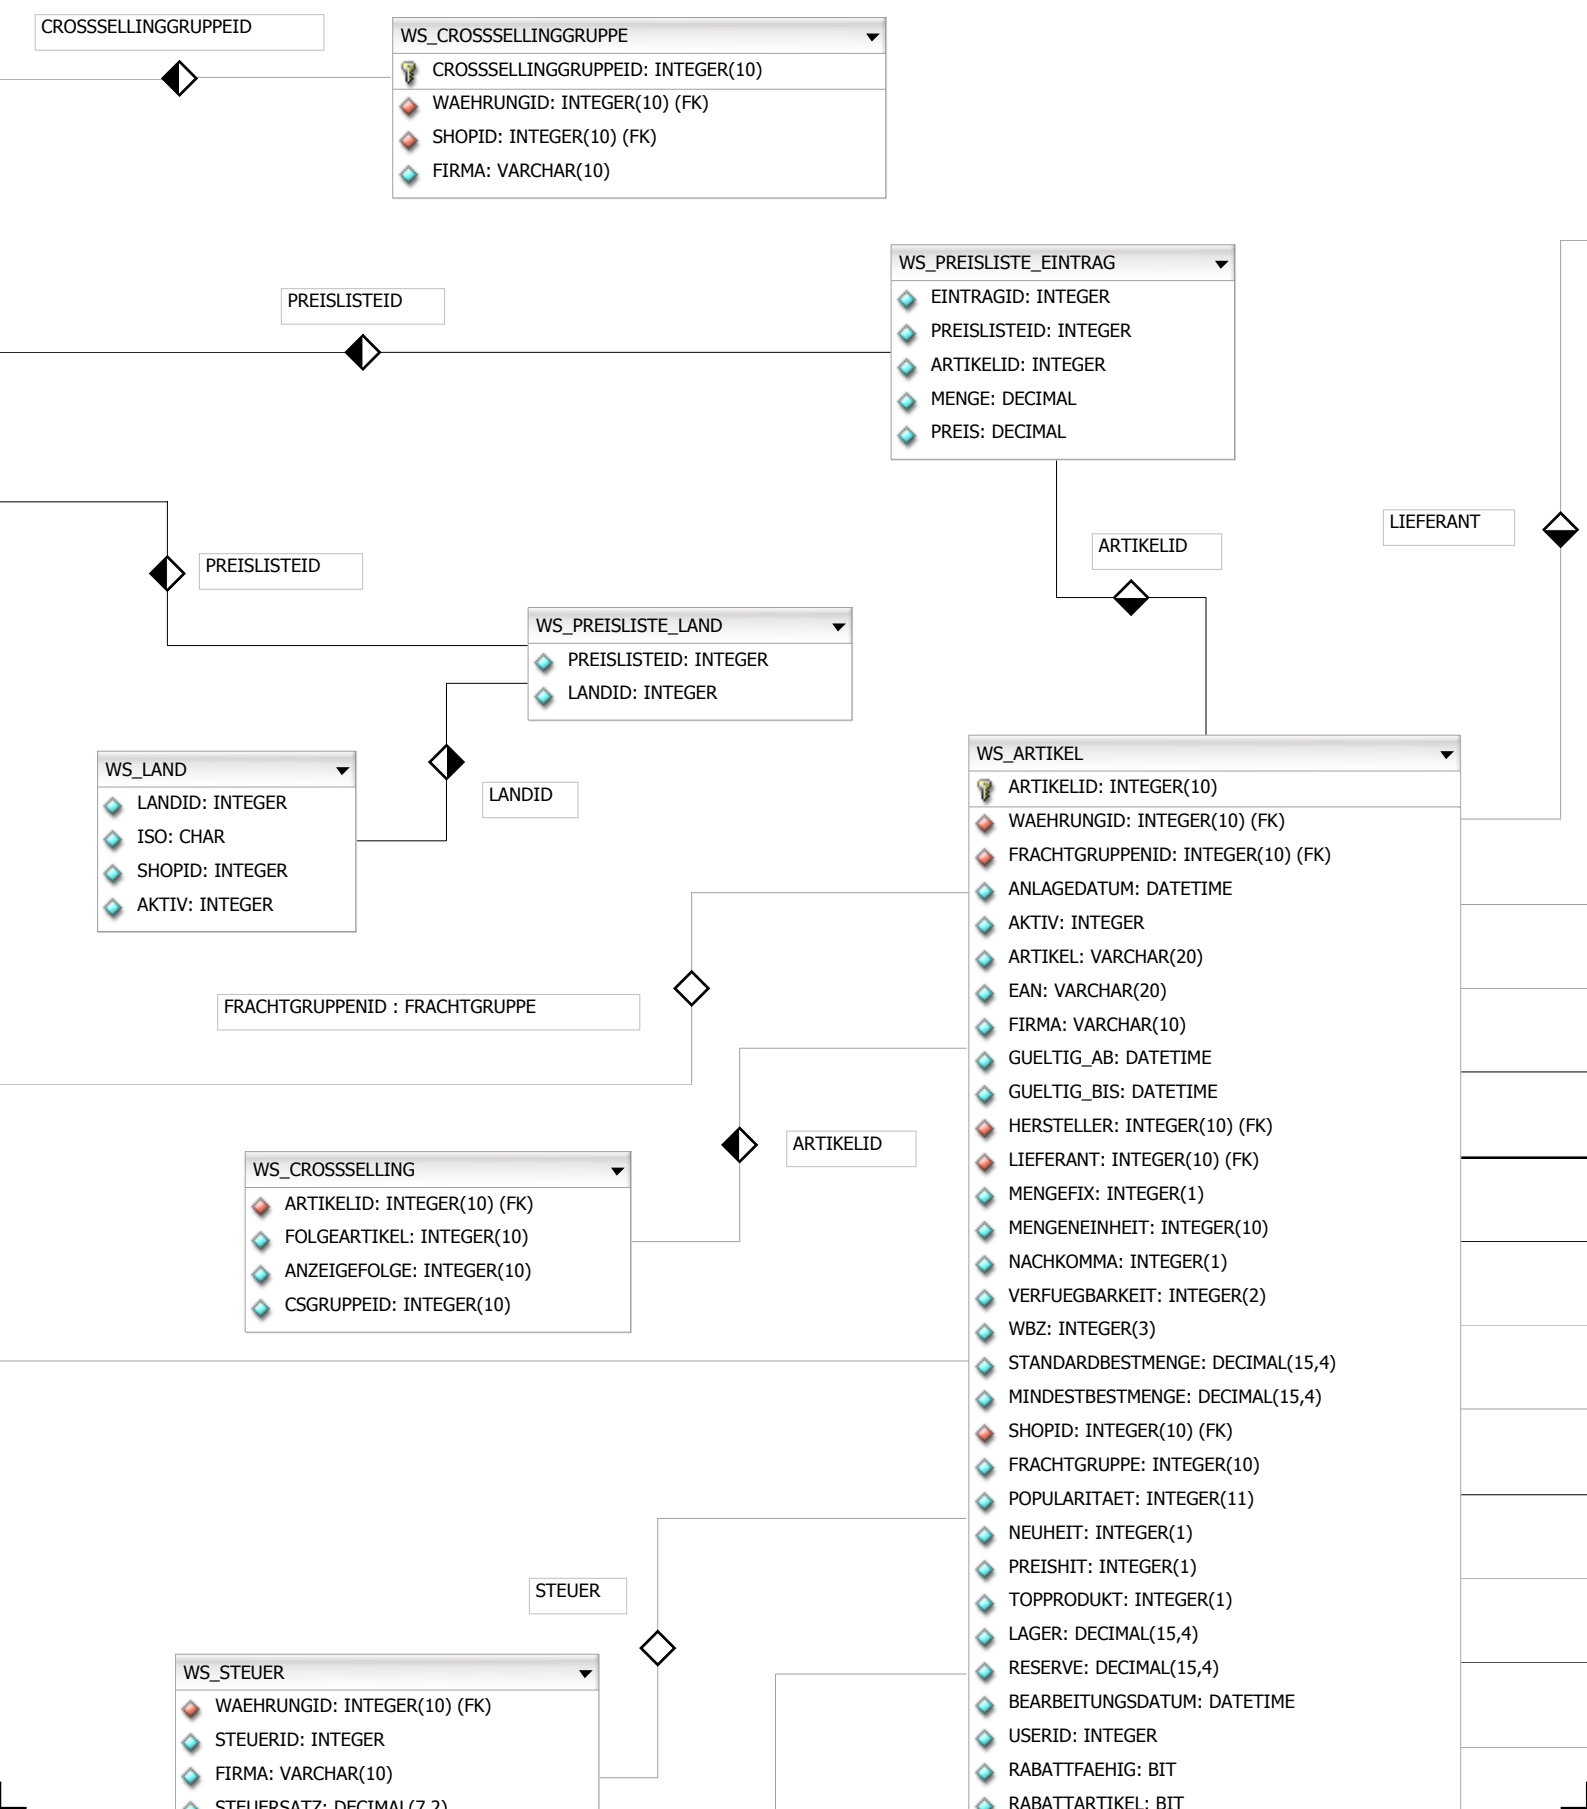 CROSSSELLINGGRUPPEID
WS_CROSSSELLINGGRUPPE
CROSSSELLINGGRUPPEID: INTEGER(10)
WAEHRUNGID: INTEGER(10) (FK)
SHOPID: INTEGER(10) (FK)
FIRMA: VARCHAR(10)
WS_PREISLISTE_EINTRAG
EINTRAGID: INTEGER
PREISLISTEID: INTEGER
ARTIKELID: INTEGER
MENGE: DECIMAL
PREIS: DECIMAL
PREISLISTEID
LIEFERANT
ARTIKELID
PREISLISTEID
WS_PREISLISTE_LAND
PREISLISTEID: INTEGER
LANDID: INTEGER
WS_LAND
LANDID: INTEGER
ISO: CHAR
SHOPID: INTEGER
AKTIV: INTEGER
LANDID
FRACHTGRUPPENID : FRACHTGRUPPE
ARTIKELID
WS_CROSSSELLING
ARTIKELID: INTEGER(10) (FK)
FOLGEARTIKEL: INTEGER(10)
ANZEIGEFOLGE: INTEGER(10)
CSGRUPPEID: INTEGER(10)
STEUER
WS_STEUER
WAEHRUNGID: INTEGER(10) (FK)
STEUERID: INTEGER
FIRMA: VARCHAR(10)
STEUERSATZ: DECIMAL(7,2)
WS_ARTIKEL
ARTIKELID: INTEGER(10)
WAEHRUNGID: INTEGER(10) (FK)
FRACHTGRUPPENID: INTEGER(10) (FK)
ANLAGEDATUM: DATETIME
AKTIV: INTEGER
ARTIKEL: VARCHAR(20)
EAN: VARCHAR(20)
FIRMA: VARCHAR(10)
GUELTIG_AB: DATETIME
GUELTIG_BIS: DATETIME
HERSTELLER: INTEGER(10) (FK)
LIEFERANT: INTEGER(10) (FK)
MENGEFIX: INTEGER(1)
MENGENEINHEIT: INTEGER(10)
NACHKOMMA: INTEGER(1)
VERFUEGBARKEIT: INTEGER(2)
WBZ: INTEGER(3)
STANDARDBESTMENGE: DECIMAL(15,4)
MINDESTBESTMENGE: DECIMAL(15,4)
SHOPID: INTEGER(10) (FK)
FRACHTGRUPPE: INTEGER(10)
POPULARITAET: INTEGER(11)
NEUHEIT: INTEGER(1)
PREISHIT: INTEGER(1)
TOPPRODUKT: INTEGER(1)
LAGER: DECIMAL(15,4)
RESERVE: DECIMAL(15,4)
BEARBEITUNGSDATUM: DATETIME
USERID: INTEGER
RABATTFAEHIG: BIT
RABATTARTIKEL: BIT